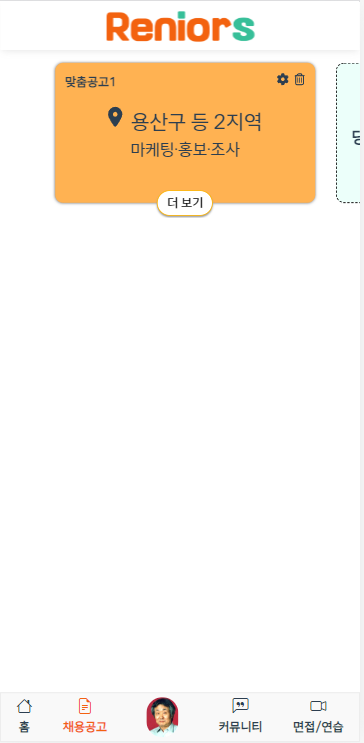 Reniors
맞춤공고1
용산구 등 2지역
마케팅·홍보·조사
더 보기
홈
채용공고
커뮤니티
면접/연습